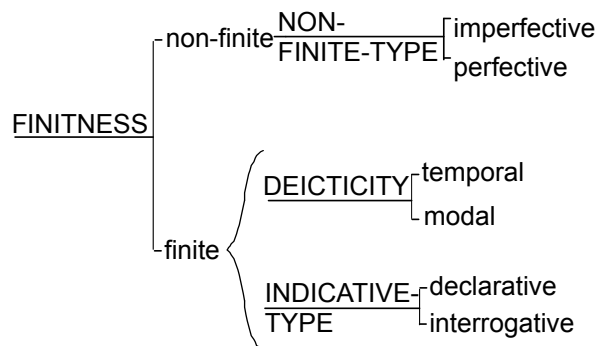 non-finite
NON-
FINITE-TYPE
imperfective
perfective
FINITNESS
finite
DEICTICITY
temporal
modal
INDICATIVE-
TYPE
declarative
interrogative